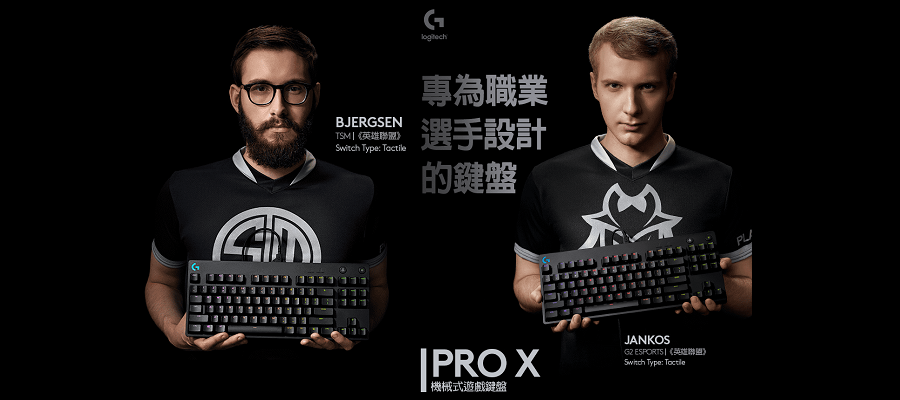 BJERGSEN
TSM |《英雄聯盟》
Switch Type: Tactile
TSM
logitech
專為職業
選手設計
的鍵盤
PRO X
機械式遊戲鍵盤
JANKOS
G2 ESPORTS |《英雄聯盟》
Switch Type: Tactile